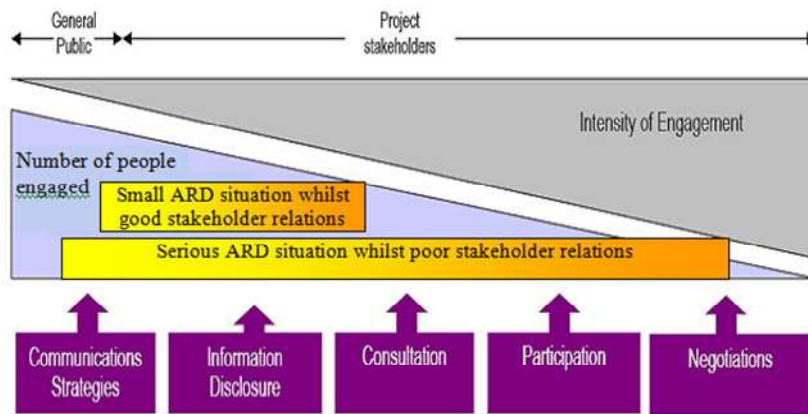 General
Public
Project
stakeholders
Intensity of Engagement
Number of people
engaged
Small ARD situation whilst
good stakeholder relations
Serious ARD situation whilst poor stakeholder relations
Communications
Strategies
Information
Disclosure
Consultation
Participation
Negotiations